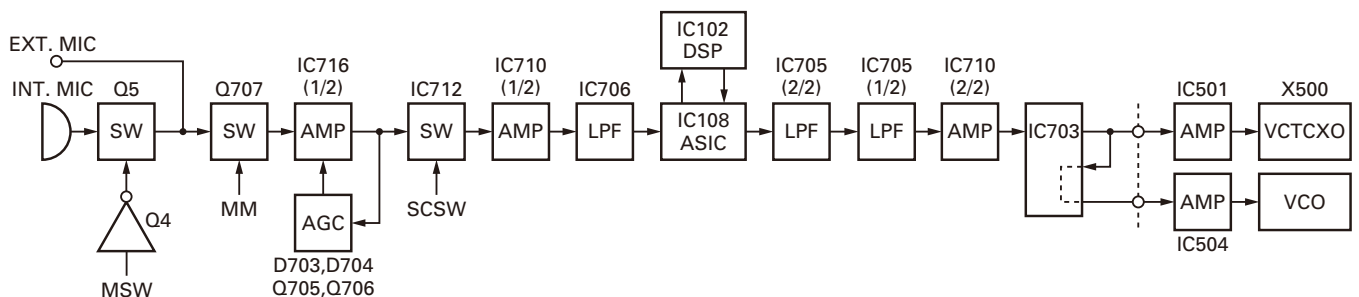 EXT. MIC
INT. MIC
Q5
SW
Q4
MSW
Q707
SW
MM
IC716
(1/2)
AMP
AGC
D703,D704
Q705,Q706
IC712
SW
SCSW
IC710
(1/2)
AMP
IC706
LPF
IC102
DSP
IC108
ASIC
IC705
(2/2)
LPF
IC705
(1/2)
LPF
IC710
(2/2)
AMP
IC703
IC501
AMP
X500
VCTCXO
AMP
IC504
VCO